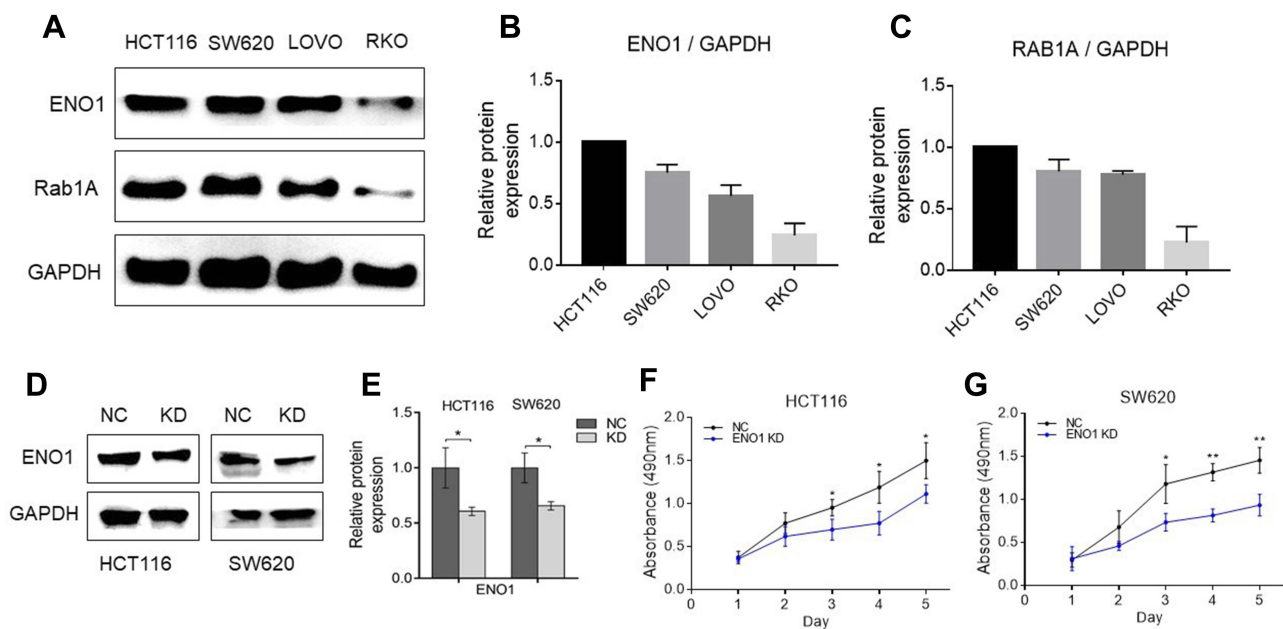 A
HCT116 SW620 LOVO RKO
ENO1
Rab1A
GAPDH
B
ENO1 / GAPDH
Relative protein
expression
1.5
1.0
0.5
0.0
HCT116
SW620
LOVO
RKO
C
RAB1A / GAPDH
Relative protein
expression
1.5
1.0
0.5
0.0
HCT116
SW620
LOVO
RKO
D
NC KD NC KD
ENO1
GAPDH
HCT116 SW620
E
HCT116 SW620
NC
KD
Relative protein
expression
1.5
1.0
0.5
0.0
* *
ENO1
F
HCT116
NC
ENO1 KD
Absorbance (490nm)
2.0
1.5
1.0
0.5
0.0
* * *
0 1 2 3 4 5
Day
G
SW620
NC
ENO1 KD
Absorbance (490nm)
2.0
1.5
1.0
0.5
0.0
* ** **
0 1 2 3 4 5
Day